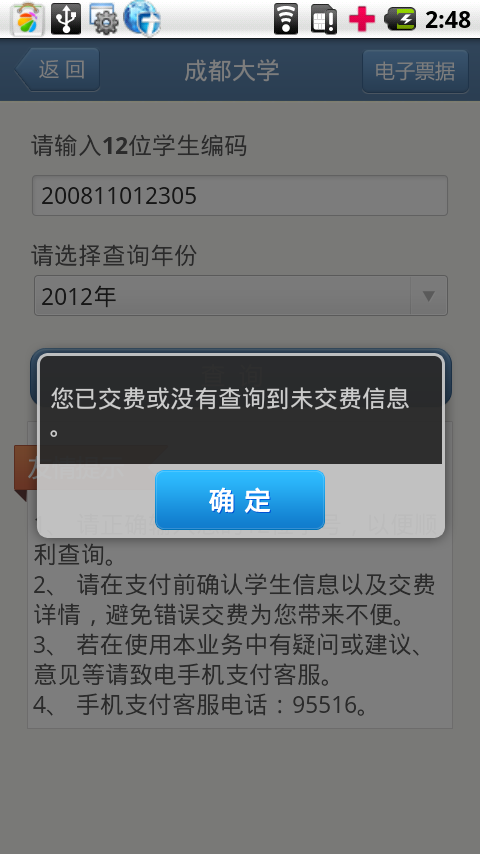 2:48
返 回
成都大学
电子票据
请输入12位学生编码
200811012305
请选择查询年份
2012年
您已交费或没有查询到未交费信息
。
确 定
1、 请正确
，以便顺
利查询。
2、 请在支付前确认学生信息以及交费
详情，避免错误交费为您带来不便。
3、 若在使用本业务中有疑问或建议、
意见等请致电手机支付客服。
4、 手机支付客服电话：95516。